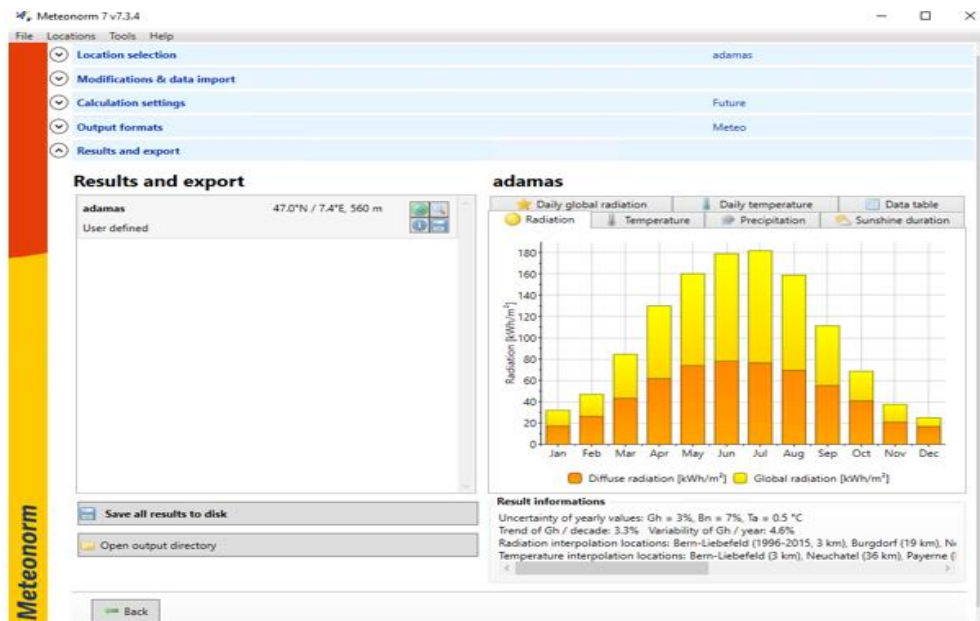 Meteonorm 7 v7.3.4
File Locations Tools Help
Location selection adamas
Modifications & data import
Calculation settings Future
Output formats Meteo
Results and export
Results and export
adamas 47.0°N / 7.4°E, 560 m
User defined
Save all results to disk
Open output directory
adamas
Daily global radiation Daily temperature Data table
Radiation Temperature Precipitation Sunshine duration
Radiation [kWh/m²]
180
160
140
120
100
80
60
40
20
0
Jan Feb Mar Apr May Jun Jul Aug Sep Oct Nov Dec
Diffuse radiation [kWh/m²] Global radiation [kWh/m²]
Result informations
Uncertainty of yearly values: Gh = 3%, Bn = 7%, Ta = 0.5 °C
Trend of Gh / decade: 3.3% Variability of Gh / year: 4.6%
Radiation interpolation locations: Bern-Liebefeld (1996-2015, 3 km), Burgdorf (19 km),
Temperature interpolation locations: Bern-Liebefeld (3 km), Neuchatel (36 km), Payerne
Back
Meteonorm